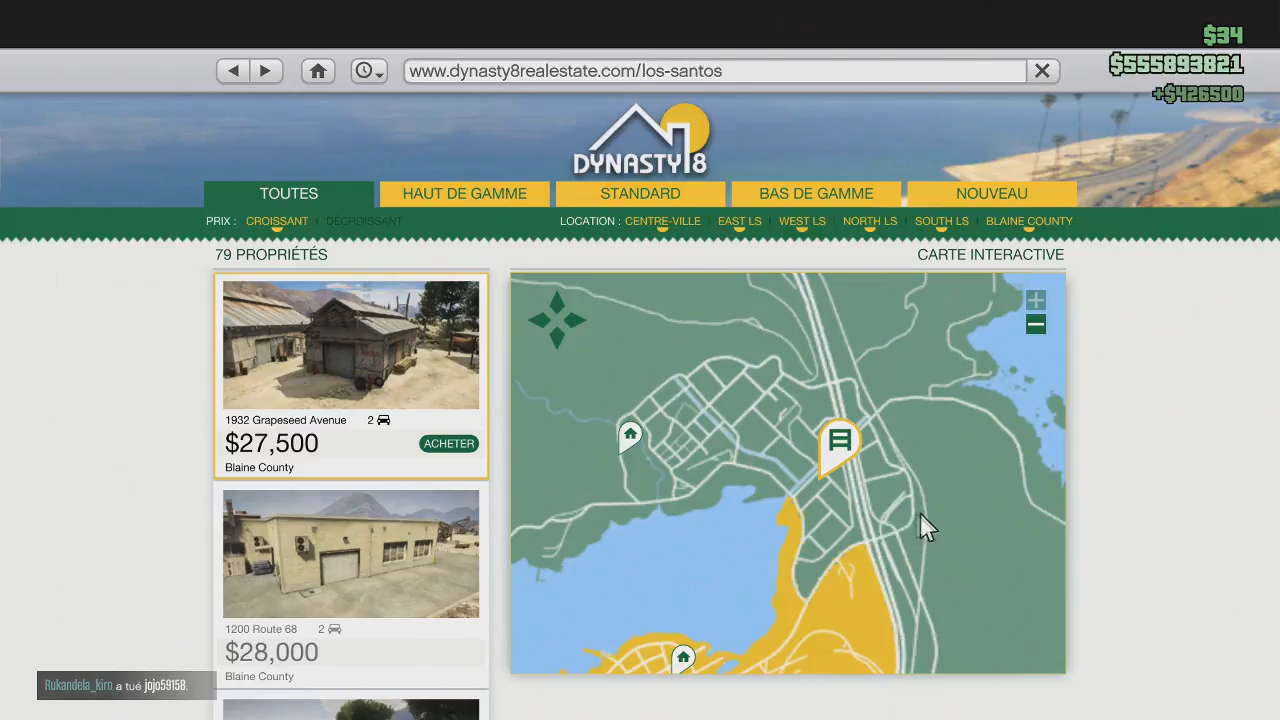 $34
$555893821
+$426500
www.dynasty8realestate.com/los-santos
DYNASTY 8
TOUTES HAUT DE GAMME STANDARD BAS DE GAMME NOUVEAU
PRIX : CROISSANT DÉCROISSANT LOCATION : CENTRE-VILLE EAST LS WEST LS NORTH LS SOUTH LS BLAINE COUNTY
79 PROPRIÉTÉS CARTE INTERACTIVE
1932 Grapeseed Avenue 2
$27,500 ACHETER
Blaine County
1200 Route 68 2
$28,000
Blaine County
Rukandela_kiro a tué jojo59158.